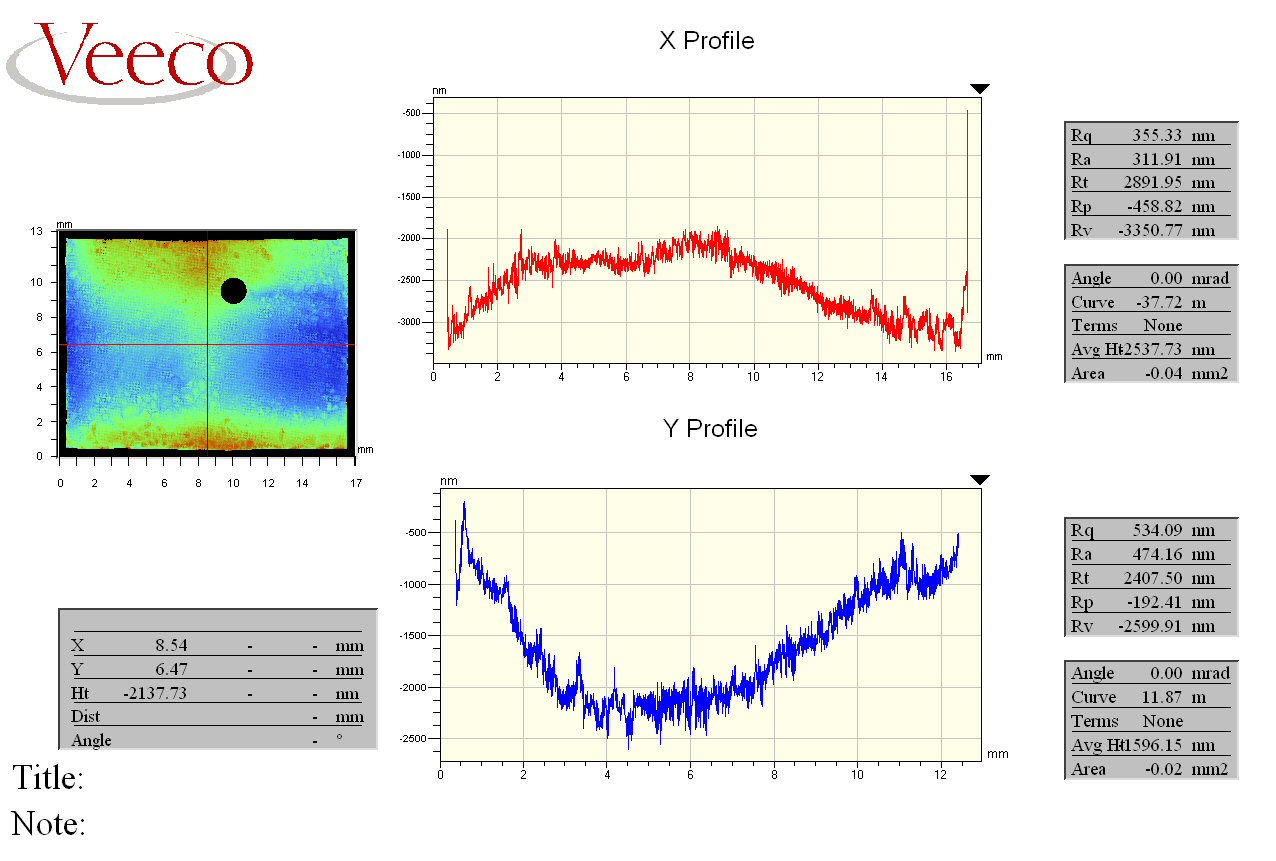 Veeco
X Profile
nm
-500
-1000
-1500
-2000
-2500
-3000
0 2 4 6 8 10 12 14 16
mm
Rq 355.33 nm
Ra 311.91 nm
Rt 2891.95 nm
Rp -458.82 nm
Rv -3350.77 nm
Angle 0.00 mrad
Curve -37.72 m
Terms None
Avg Ht -2537.73 nm
Area -0.04 mm2
mm
13
10
8
6
4
2
0
mm
0 2 4 6 8 10 12 14 17
Y Profile
nm
-500
-1000
-1500
-2000
-2500
0 2 4 6 8 10 12
mm
Rq 534.09 nm
Ra 474.16 nm
Rt 2407.50 nm
Rp -192.41 nm
Rv -2599.91 nm
Angle 0.00 mrad
Curve 11.87 m
Terms None
Avg Ht -1596.15 nm
Area -0.02 mm2
X 8.54 - - mm
Y 6.47 - - mm
Ht -2137.73 - - nm
Dist - mm
Angle - °
Title:
Note: